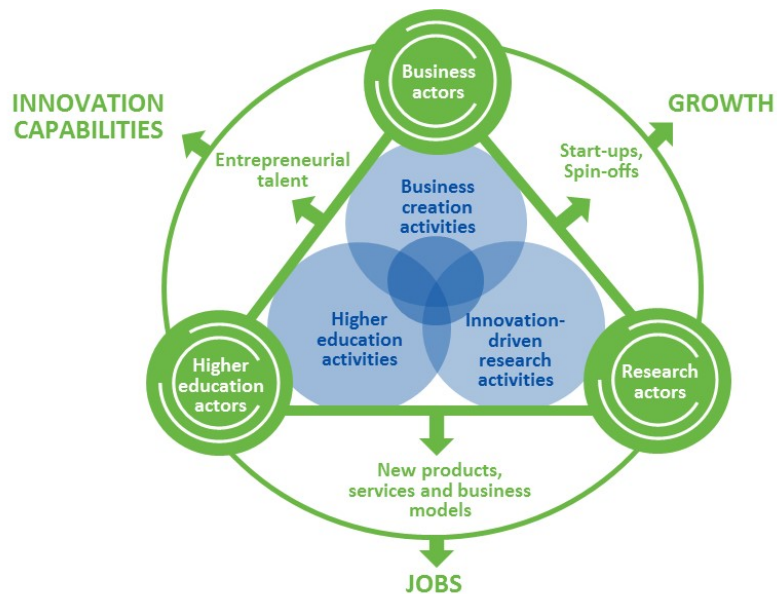 Business
actors
INNOVATION
CAPABILITIES
GROWTH
Entrepreneurial
talent
Start-ups,
Spin-offs
Business
creation
activities
Higher
education
activities
Innovation-
driven
research
activities
Higher
education
actors
Research
actors
New products,
services and business
models
JOBS